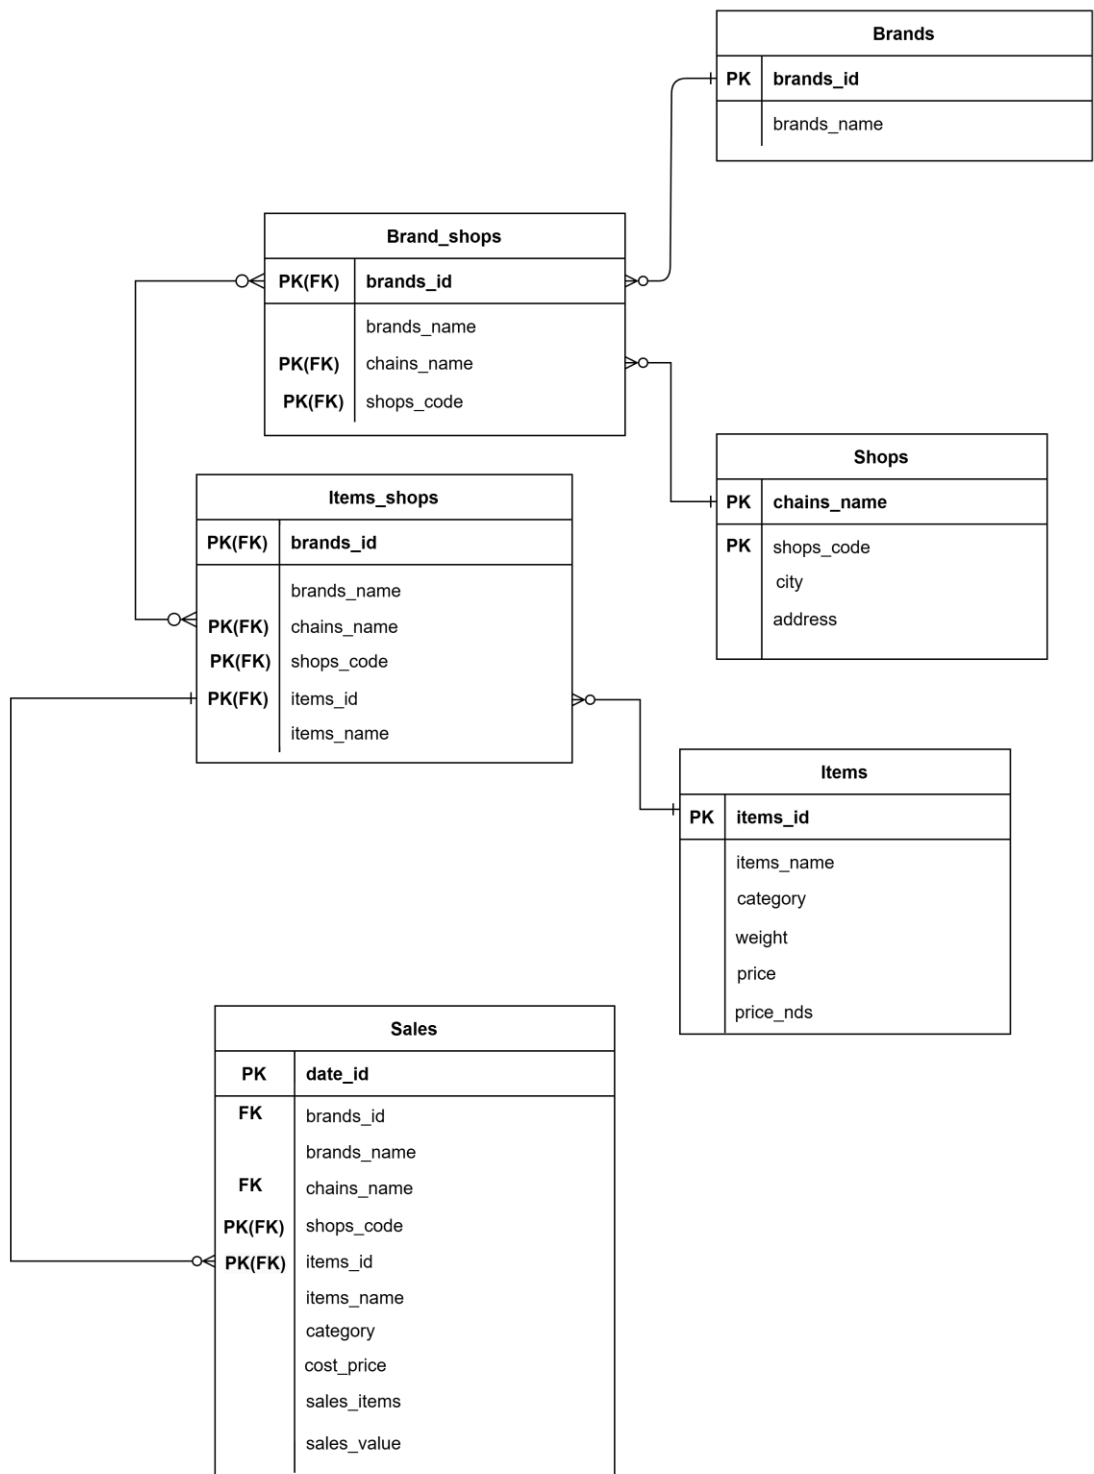 Brands
PK brands_id
brands_name
Brand_shops
PK(FK) brands_id
brands_name
PK(FK) chains_name
PK(FK) shops_code
Shops
PK chains_name
PK shops_code
city
address
Items_shops
PK(FK) brands_id
brands_name
PK(FK) chains_name
PK(FK) shops_code
PK(FK) items_id
items_name
Items
PK items_id
items_name
category
weight
price
price_nds
Sales
PK date_id
FK brands_id
brands_name
FK chains_name
PK(FK) shops_code
PK(FK) items_id
items_name
category
cost_price
sales_items
sales_value